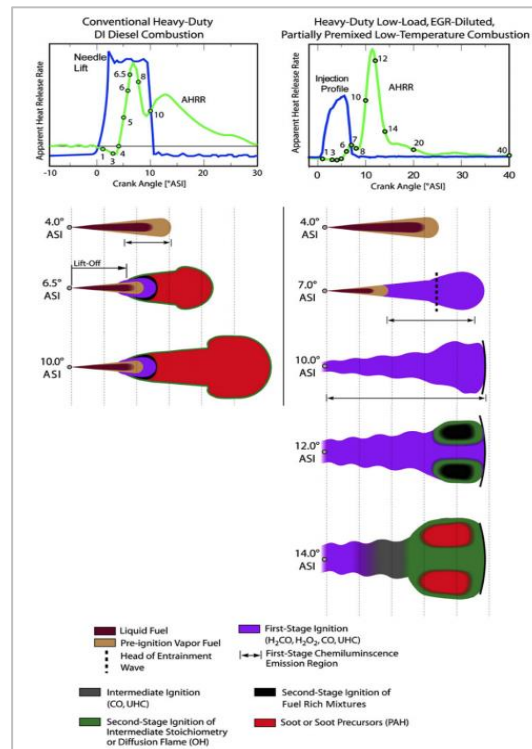 Conventional Heavy-Duty
DI Diesel Combustion
Heavy-Duty Low-Load, EGR-Diluted,
Partially Premixed Low-Temperature Combustion
Apparent Heat Release Rate
Needle
Lift
6.5
8
6
AHRR
5
10
1
3
4
-10
0
10
20
30
Crank Angle [°ASI]
Apparent Heat Release Rate
12
AHRR
Injection
Profile
10
14
7
20
1
3
4
6
8
40
0
10
20
30
40
Crank Angle [°ASI]
4.0°
ASI
Lift-Off
6.5°
ASI
10.0°
ASI
4.0°
ASI
7.0°
ASI
10.0°
ASI
12.0°
ASI
14.0°
ASI
Liquid Fuel
Pre-ignition Vapor Fuel
Head of Entrainment
Wave
First-Stage Ignition
(H₂CO, H₂O₂, CO, UHC)
First-Stage Chemiluminscence
Emission Region
Intermediate Ignition
(CO, UHC)
Second-Stage Ignition of
Fuel Rich Mixtures
Second-Stage Ignition of
Intermediate Stoichiometry
or Diffusion Flame (OH)
Soot or Soot Precursors (PAH)